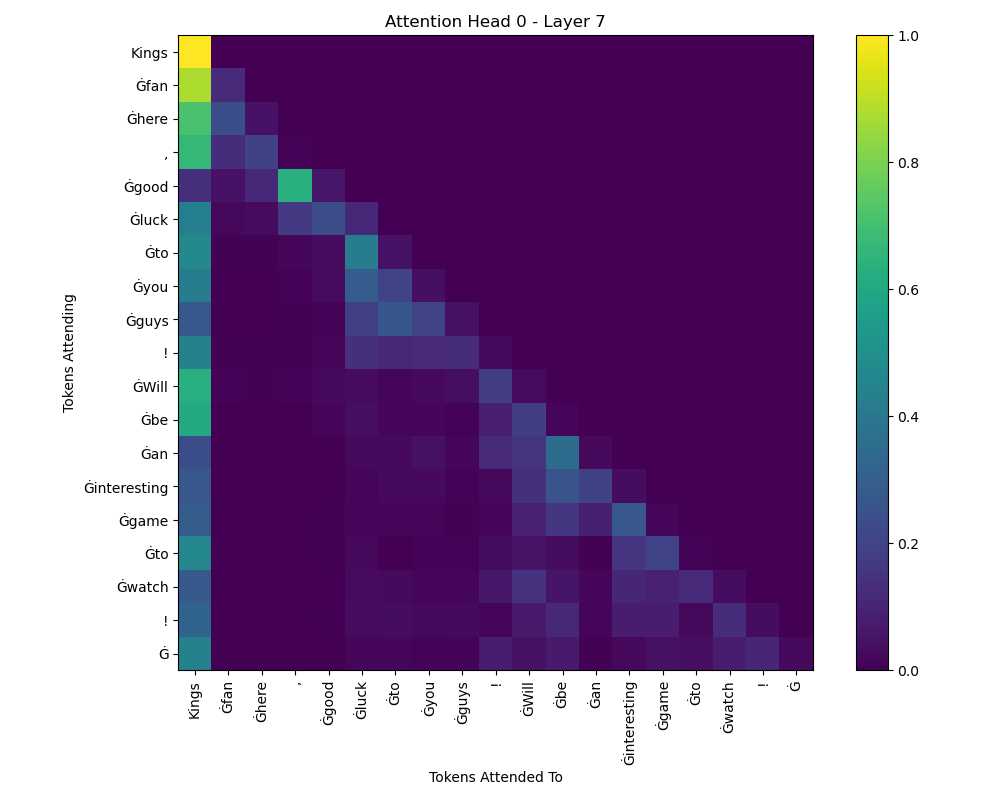 Attention Head 0 - Layer 7
Kings
Ġfan
Ġhere
,
Ġgood
Ġluck
Ġto
Ġyou
Ġguys
!
ĠWill
Ġbe
Ġan
Ġinteresting
Ġgame
Ġto
Ġwatch
!
Ġ
Tokens Attending
Kings
Ġfan
Ġhere
,
Ġgood
Ġluck
Ġto
Ġyou
Ġguys
!
ĠWill
Ġbe
Ġan
Ġinteresting
Ġgame
Ġto
Ġwatch
!
Ġ
Tokens Attended To
1.0
0.8
0.6
0.4
0.2
0.0